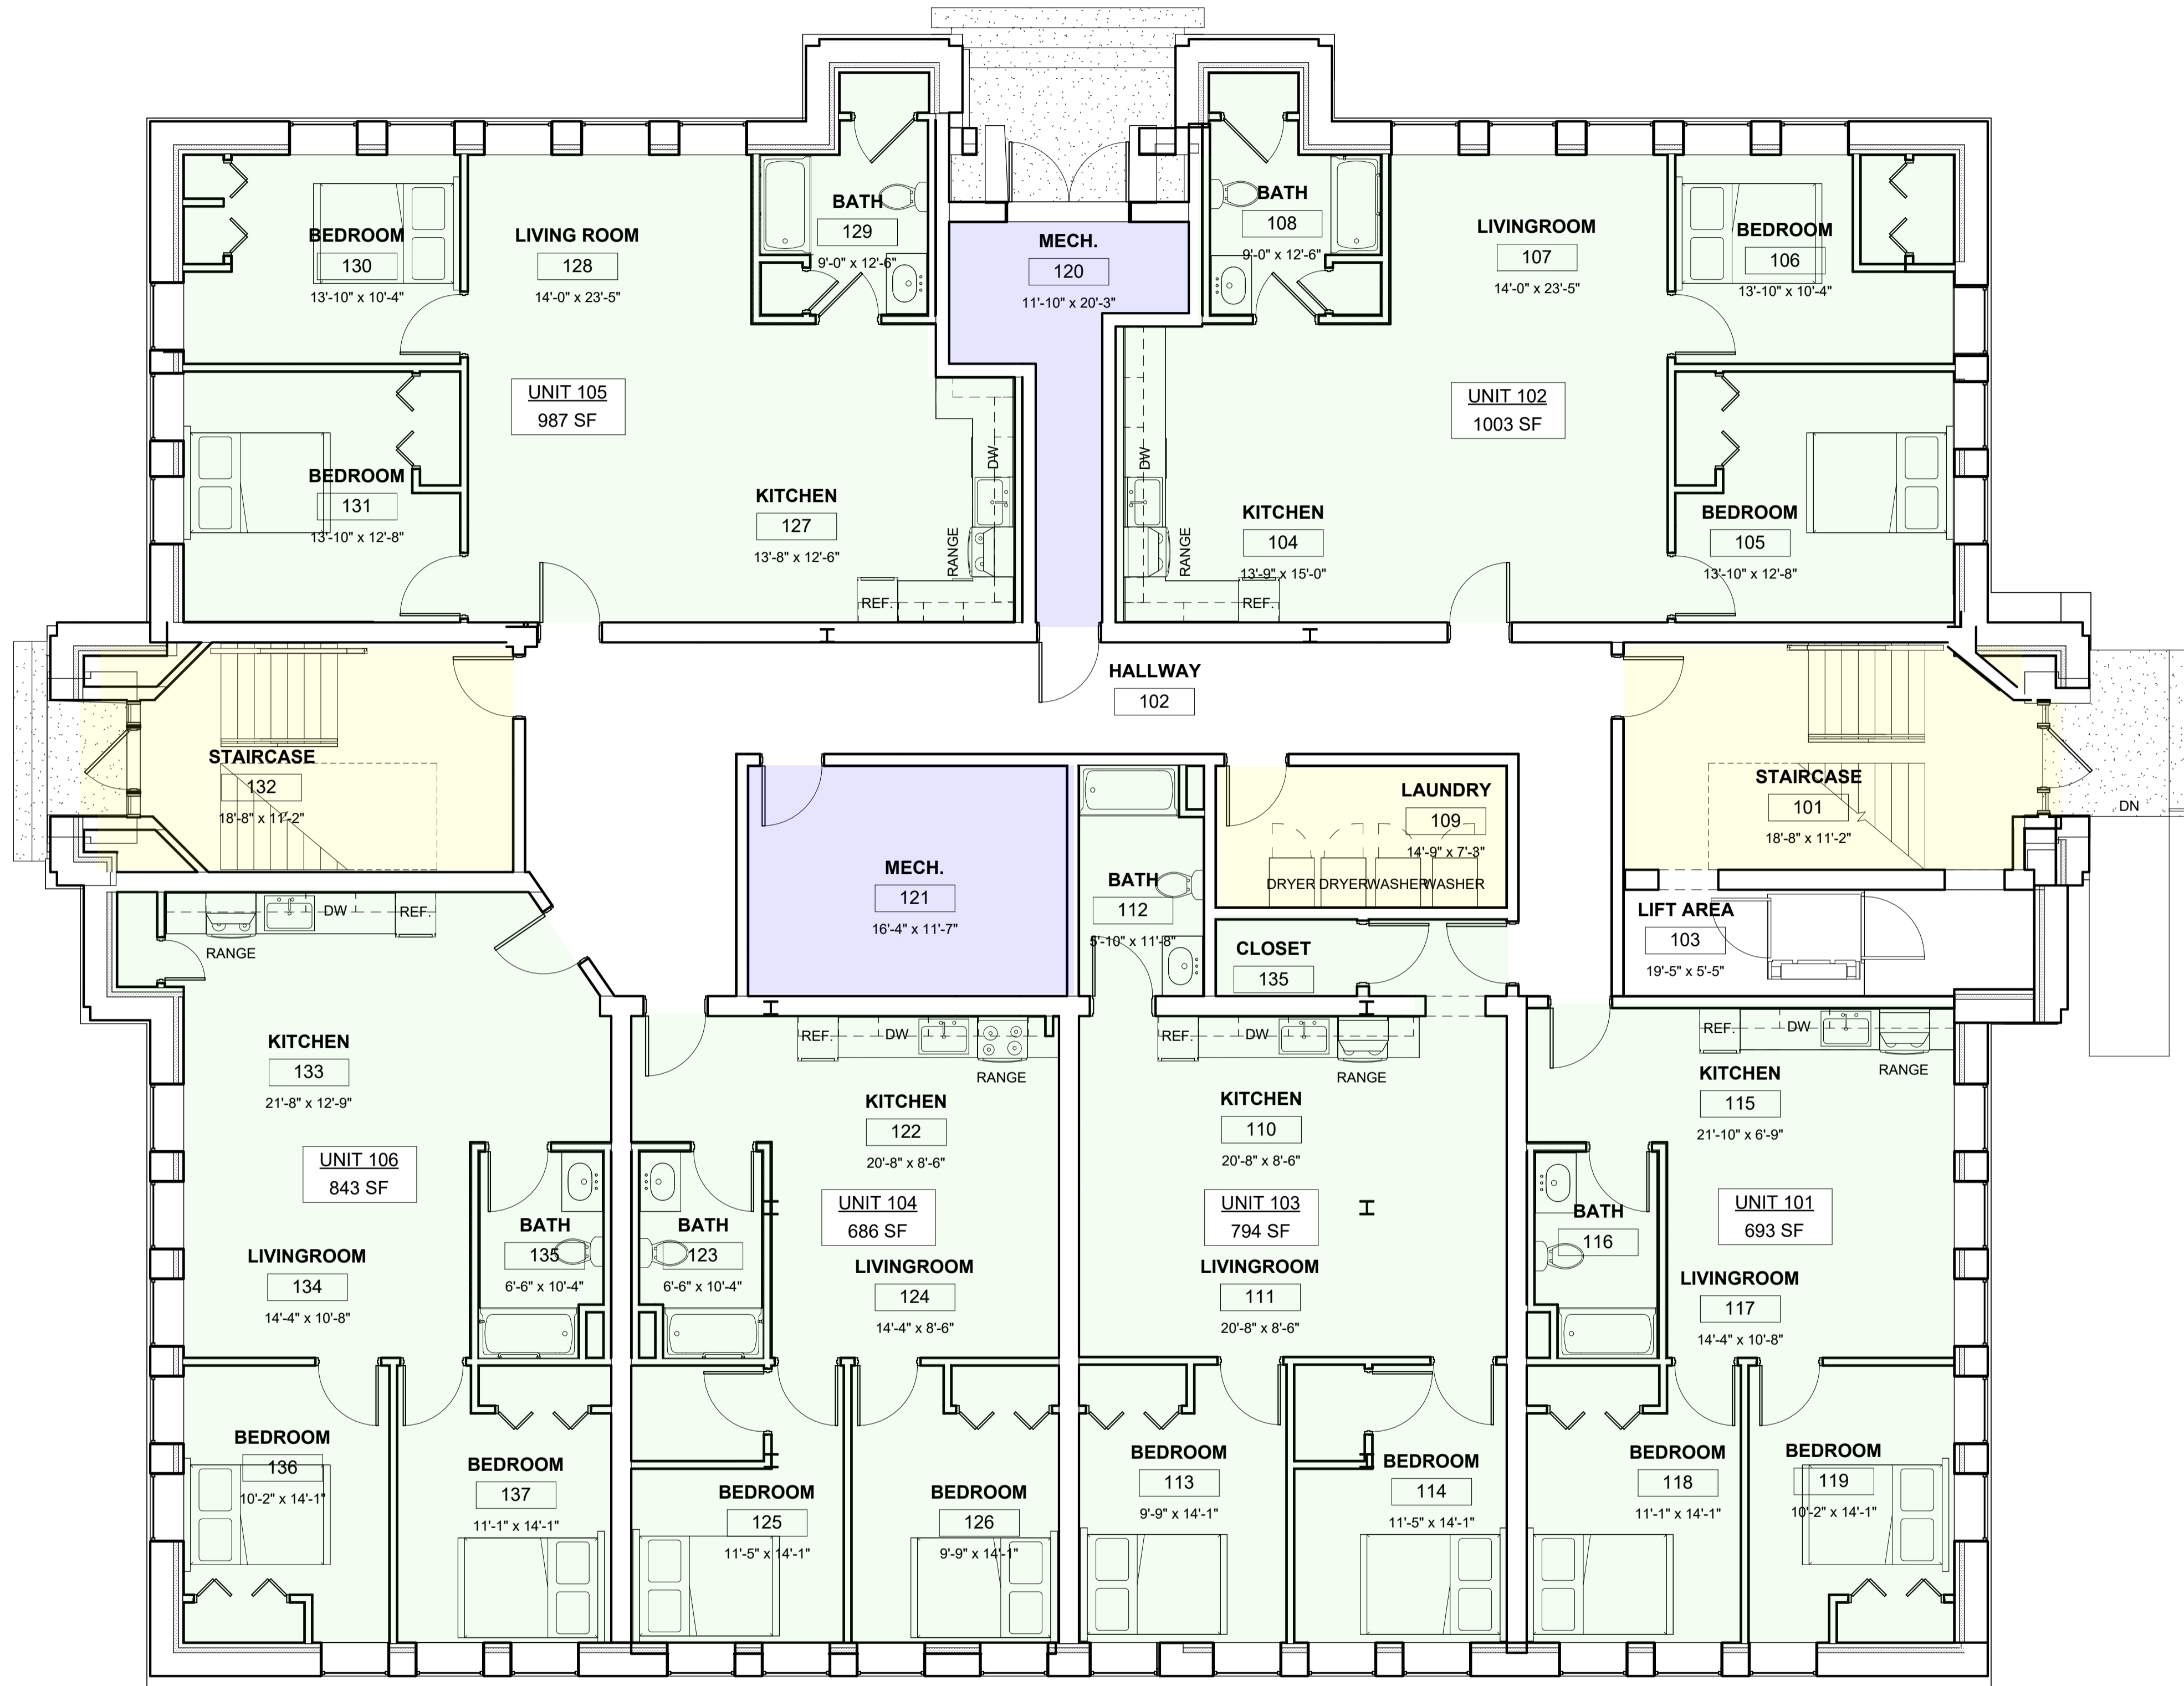 BATH
129
9'-0" x 12'-6"
BATH
108
9'-0" x 12'-6"
BEDROOM
130
13'-10" x 10'-4"
LIVING ROOM
128
14'-0" x 23'-5"
MECH.
120
11'-10" x 20'-3"
LIVINGROOM
107
14'-0" x 23'-5"
BEDROOM
106
13'-10" x 10'-4"
UNIT 105
987 SF
UNIT 102
1003 SF
BEDROOM
131
13'-10" x 12'-8"
KITCHEN
127
13'-8" x 12'-6"
DW
RANGE
REF.
DW
RANGE
REF.
KITCHEN
104
13'-9" x 15'-0"
BEDROOM
105
13'-10" x 12'-8"
HALLWAY
102
STAIRCASE
132
18'-8" x 11'-2"
STAIRCASE
101
18'-8" x 11'-2"
DN
MECH.
121
16'-4" x 11'-7"
LAUNDRY
109
14'-9" x 7'-3"
DRYER
DRYER
WASHER
WASHER
BATH
112
5'-10" x 11'-8"
CLOSET
135
LIFT AREA
103
19'-5" x 5'-5"
RANGE
DW
REF.
KITCHEN
133
21'-8" x 12'-9"
REF.
DW
RANGE
KITCHEN
122
20'-8" x 8'-6"
REF.
DW
RANGE
KITCHEN
110
20'-8" x 8'-6"
REF.
DW
RANGE
KITCHEN
115
21'-10" x 6'-9"
UNIT 106
843 SF
UNIT 104
686 SF
UNIT 103
794 SF
UNIT 101
693 SF
LIVINGROOM
134
14'-4" x 10'-8"
BATH
135
6'-6" x 10'-4"
BATH
123
6'-6" x 10'-4"
LIVINGROOM
124
14'-4" x 8'-6"
LIVINGROOM
111
20'-8" x 8'-6"
BATH
116
LIVINGROOM
117
14'-4" x 10'-8"
BEDROOM
136
10'-2" x 14'-1"
BEDROOM
137
11'-1" x 14'-1"
BEDROOM
125
11'-5" x 14'-1"
BEDROOM
126
9'-9" x 14'-1"
BEDROOM
113
9'-9" x 14'-1"
BEDROOM
114
11'-5" x 14'-1"
BEDROOM
118
11'-1" x 14'-1"
BEDROOM
119
10'-2" x 14'-1"